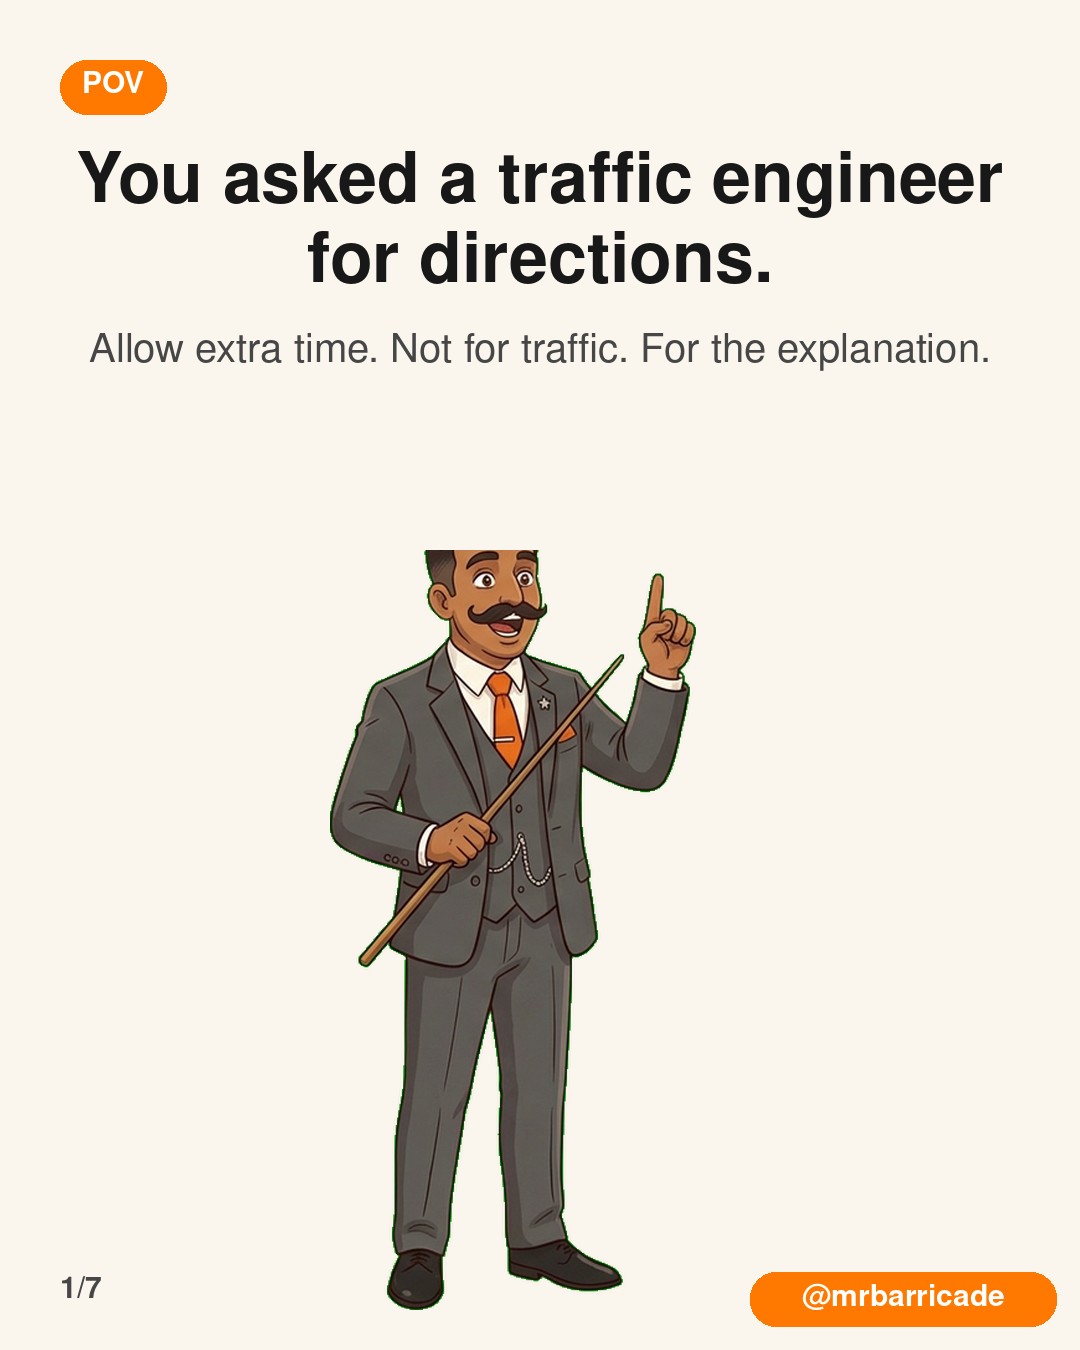 POV
You asked a traffic engineer
for directions.
Allow extra time. Not for traffic. For the explanation.
1/7
@mrbarricade